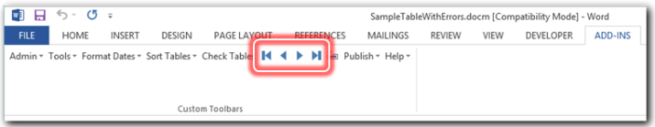 SampleTableWithErrors.docm [Compatibility Mode] - Word
FILE HOME INSERT DESIGN PAGE LAYOUT REFERENCES MAILINGS REVIEW VIEW DEVELOPER ADD-INS
Admin Tools Format Dates Sort Tables Check Table Publish Help
Custom Toolbars